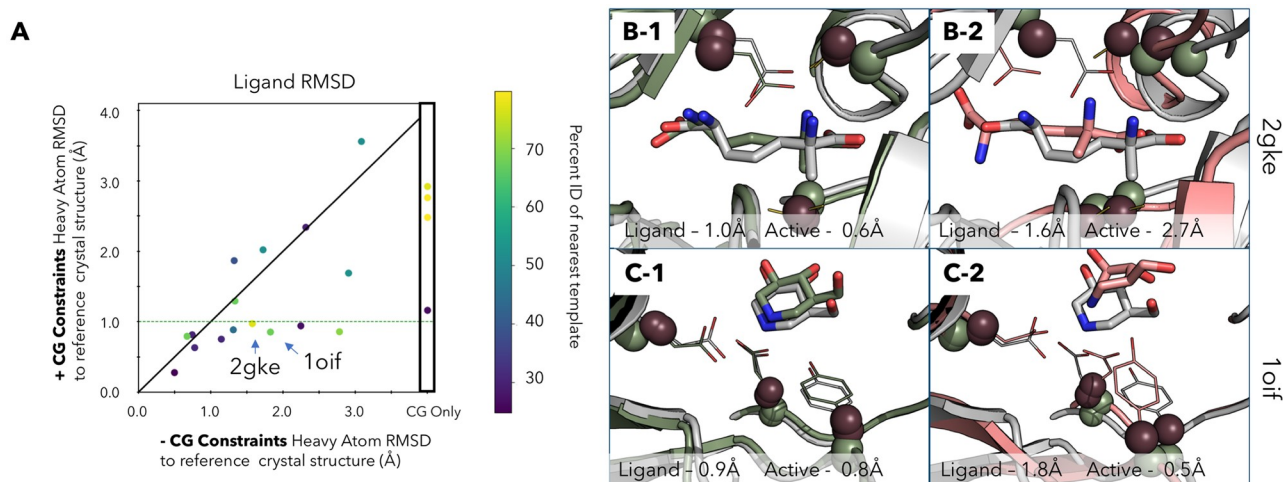 A
Ligand RMSD
+ CG Constraints Heavy Atom RMSD
to reference crystal structure (Å)
4.0
3.0
2.0
1.0
0.0
0.0
1.0
2.0
3.0
CG Only
2gke
1oif
- CG Constraints Heavy Atom RMSD
to reference crystal structure (Å)
70
60
50
40
30
Percent ID of nearest template
B-1
Ligand – 1.0Å Active - 0.6Å
B-2
Ligand – 1.6Å Active - 2.7Å
2gke
C-1
Ligand – 0.9Å Active - 0.8Å
C-2
Ligand – 1.8Å Active - 0.5Å
1oif